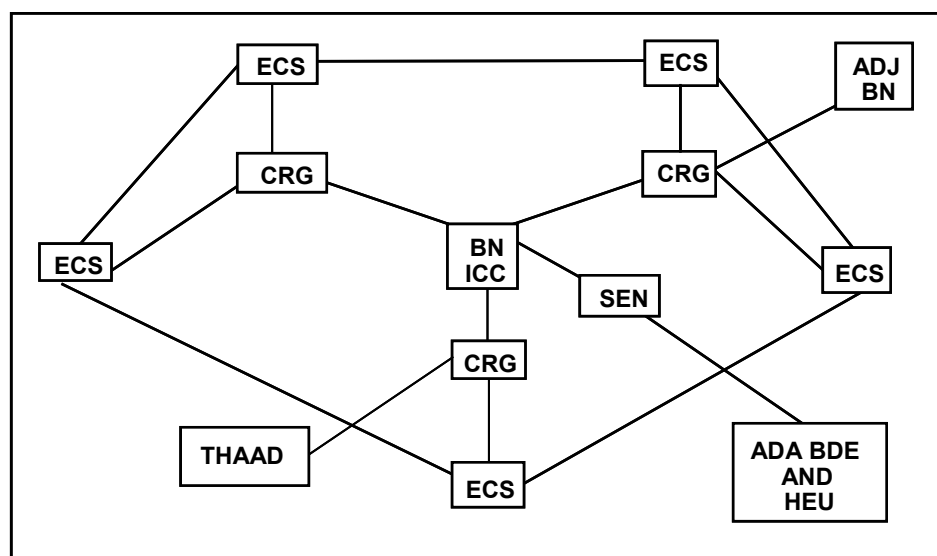 ECS
ECS
ADJ
BN
CRG
CRG
BN
ICC
ECS
ECS
SEN
CRG
THAAD
ADA BDE
AND
HEU
ECS